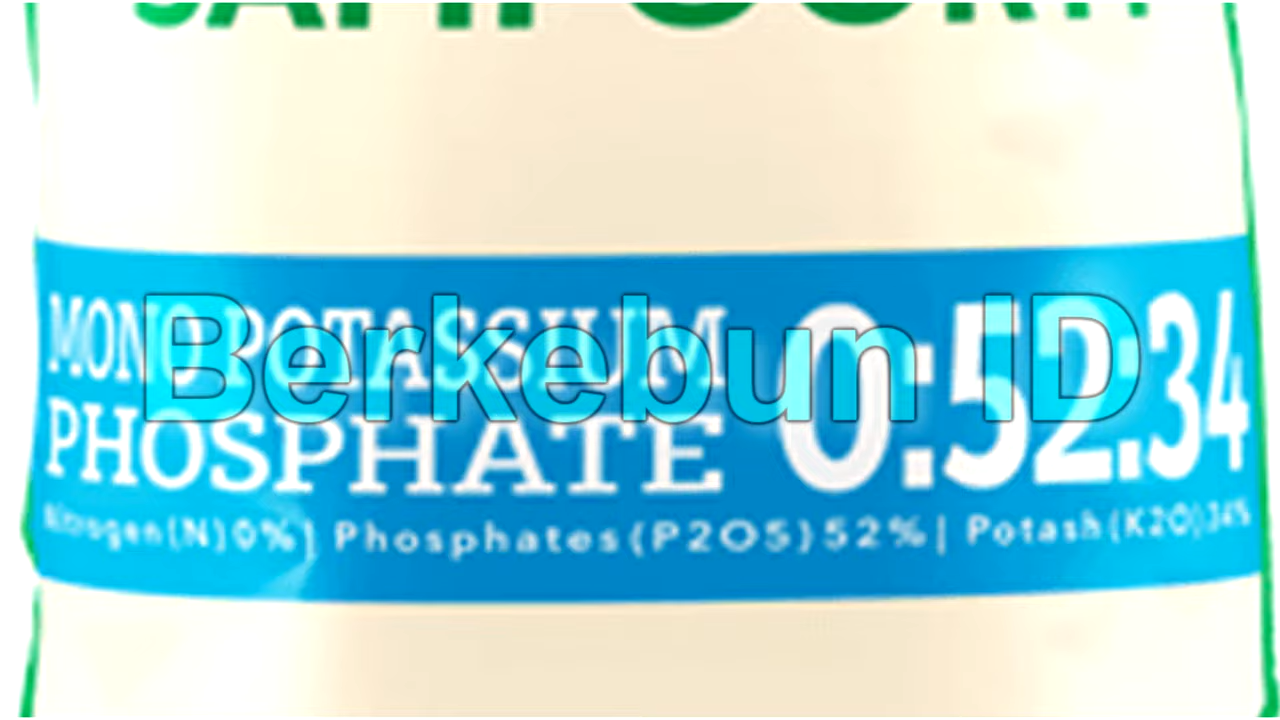 MONO POTASSIUM
PHOSPHATE
0:52:34
Berkebun ID
Nitrogen(N)0% | Phosphates(P2O5)52% | Potash(K2O)34%